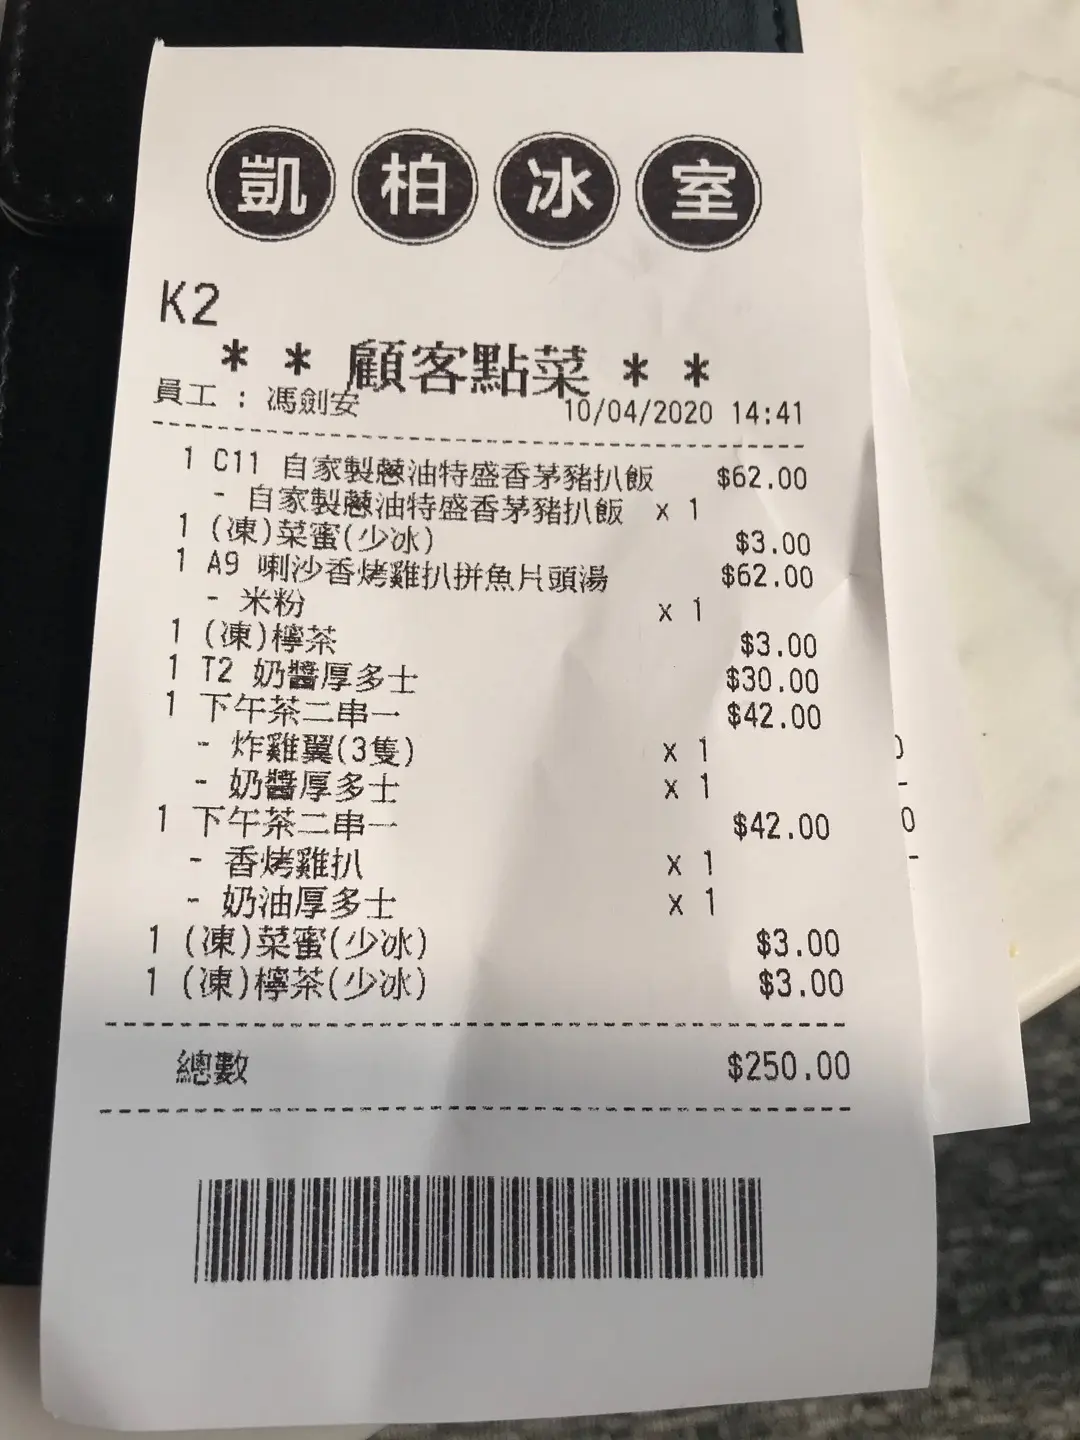 凱柏冰室
K2
* * 顧客點菜 * *
員工 : 馮劍安 10/04/2020 14:41
1 C11 自家製蔥油特盛香茅豬扒飯 $62.00
- 自家製蔥油特盛香茅豬扒飯 x 1
1 (凍)菜蜜(少冰) $3.00
1 A9 喇沙香烤雞扒拼魚片頭湯 $62.00
- 米粉 x 1
1 (凍)檸茶 $3.00
1 T2 奶醬厚多士 $30.00
1 下午茶二串一 $42.00
- 炸雞翼(3隻) x 1
- 奶醬厚多士 x 1
1 下午茶二串一 $42.00
- 香烤雞扒 x 1
- 奶油厚多士 x 1
1 (凍)菜蜜(少冰) $3.00
1 (凍)檸茶(少冰) $3.00
總數 $250.00